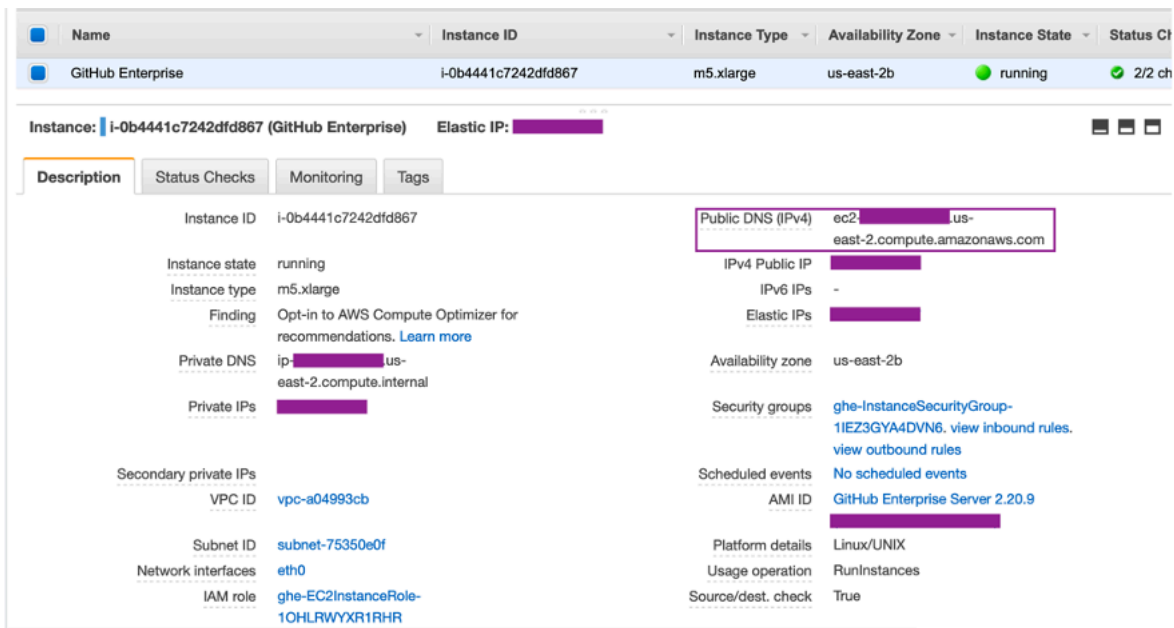 Name Instance ID Instance Type Availability Zone Instance State Status Ch
GitHub Enterprise i-0b4441c7242dfd867 m5.xlarge us-east-2b running 2/2 ch
Instance: i-0b4441c7242dfd867 (GitHub Enterprise) Elastic IP:
Description Status Checks Monitoring Tags
Instance ID i-0b4441c7242dfd867
Instance state running
Instance type m5.xlarge
Finding Opt-in to AWS Compute Optimizer for
recommendations. Learn more
Private DNS ip- .us-
east-2.compute.internal
Private IPs
Secondary private IPs
VPC ID vpc-a04993cb
Subnet ID subnet-75350e0f
Network interfaces eth0
IAM role ghe-EC2InstanceRole-
1OHLRWYXR1RHR
Public DNS (IPv4) ec2- .us-
east-2.compute.amazonaws.com
IPv4 Public IP
IPv6 IPs -
Elastic IPs
Availability zone us-east-2b
Security groups ghe-InstanceSecurityGroup-
1IEZ3GYA4DVN6. view inbound rules.
view outbound rules
Scheduled events No scheduled events
AMI ID GitHub Enterprise Server 2.20.9
Platform details Linux/UNIX
Usage operation RunInstances
Source/dest. check True